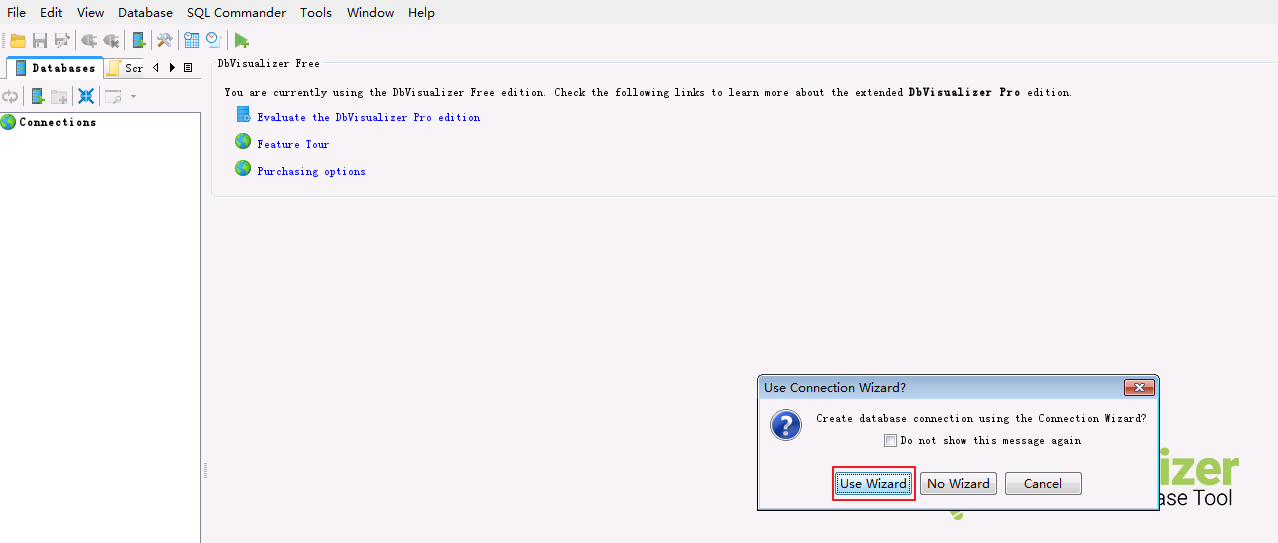 File Edit View Database SQL Commander Tools Window Help
Databases Scr
DbVisualizer Free
You are currently using the DbVisualizer Free edition. Check the following links to learn more about the extended DbVisualizer Pro edition.
Connections
Evaluate the DbVisualizer Pro edition
Feature Tour
Purchasing options
Use Connection Wizard?
Create database connection using the Connection Wizard?
Do not show this message again
Use Wizard No Wizard Cancel
izer
ase Tool